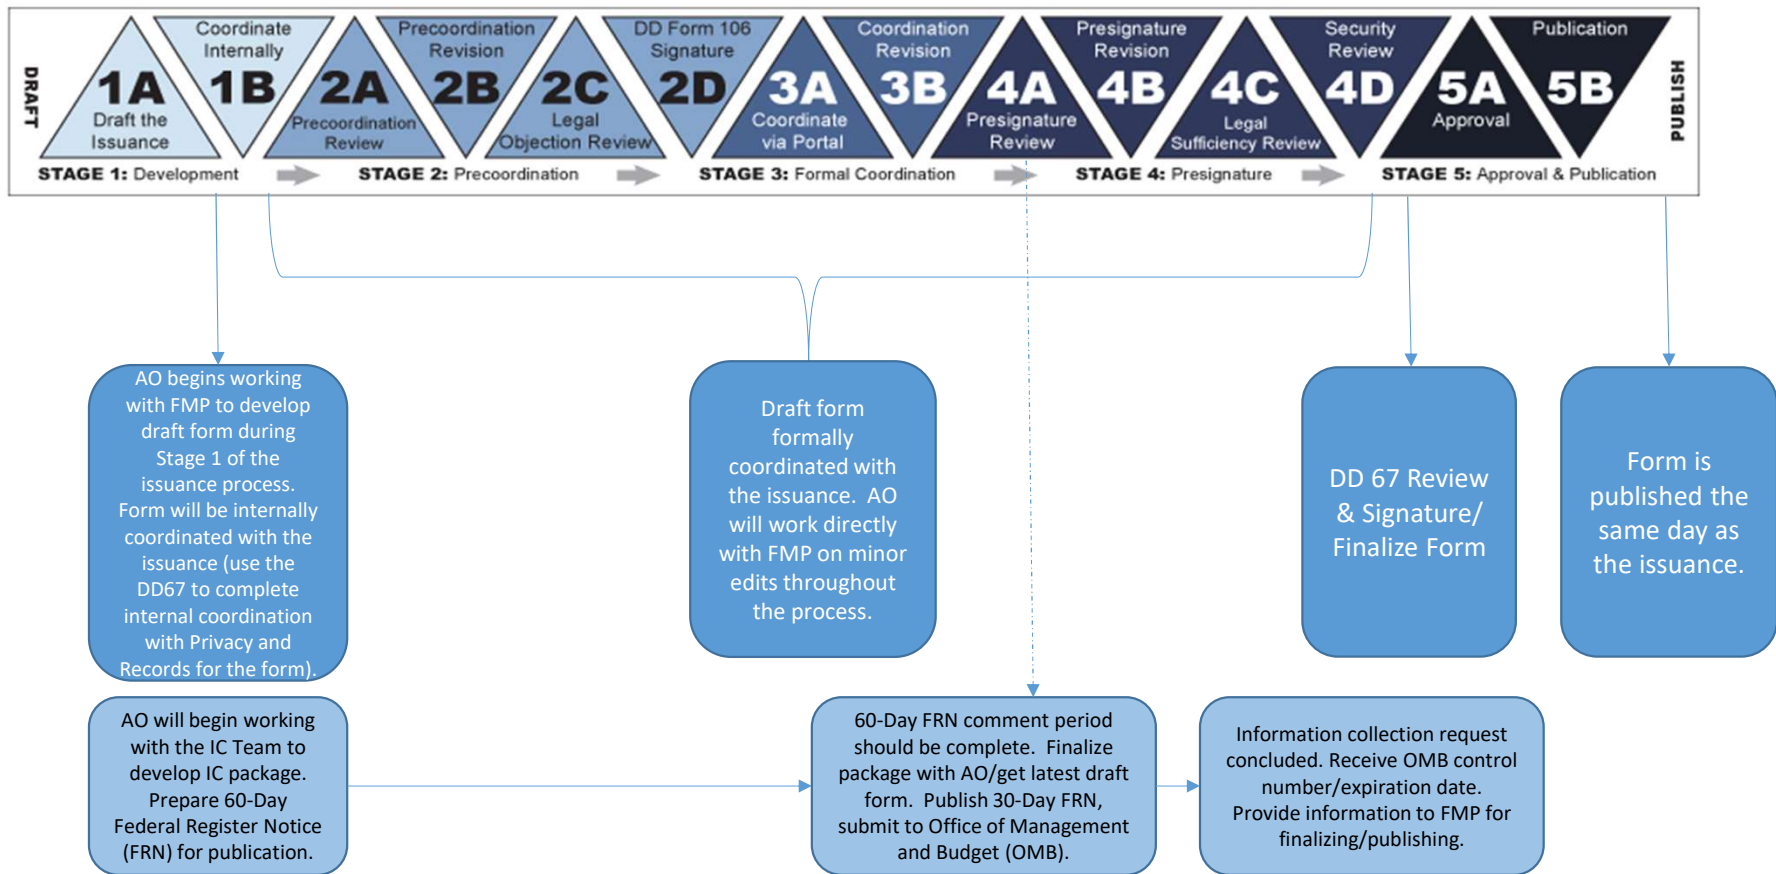 DRAFT
1A
Draft the
Issuance
Coordinate
Internally
1B
2A
Precoordination
Review
Precoordination
Revision
2B
2C
Legal
Objection Review
DD Form 106
Signature
2D
3A
Coordinate
via Portal
Coordination
Revision
3B
4A
Presignature
Review
Presignature
Revision
4B
4C
Legal
Sufficiency Review
Security
Review
4D
5A
Approval
Publication
5B
PUBLISH
STAGE 1: Development
STAGE 2: Precoordination
STAGE 3: Formal Coordination
STAGE 4: Presignature
STAGE 5: Approval & Publication
AO begins working
with FMP to develop
draft form during
Stage 1 of the
issuance process.
Form will be internally
coordinated with the
issuance (use the
DD67 to complete
internal coordination
with Privacy and
Records for the form).
Draft form
formally
coordinated with
the issuance. AO
will work directly
with FMP on minor
edits throughout
the process.
DD 67 Review
& Signature/
Finalize Form
Form is
published the
same day as
the issuance.
AO will begin working
with the IC Team to
develop IC package.
Prepare 60-Day
Federal Register Notice
(FRN) for publication.
60-Day FRN comment period
should be complete. Finalize
package with AO/get latest draft
form. Publish 30-Day FRN,
submit to Office of Management
and Budget (OMB).
Information collection request
concluded. Receive OMB control
number/expiration date.
Provide information to FMP for
finalizing/publishing.